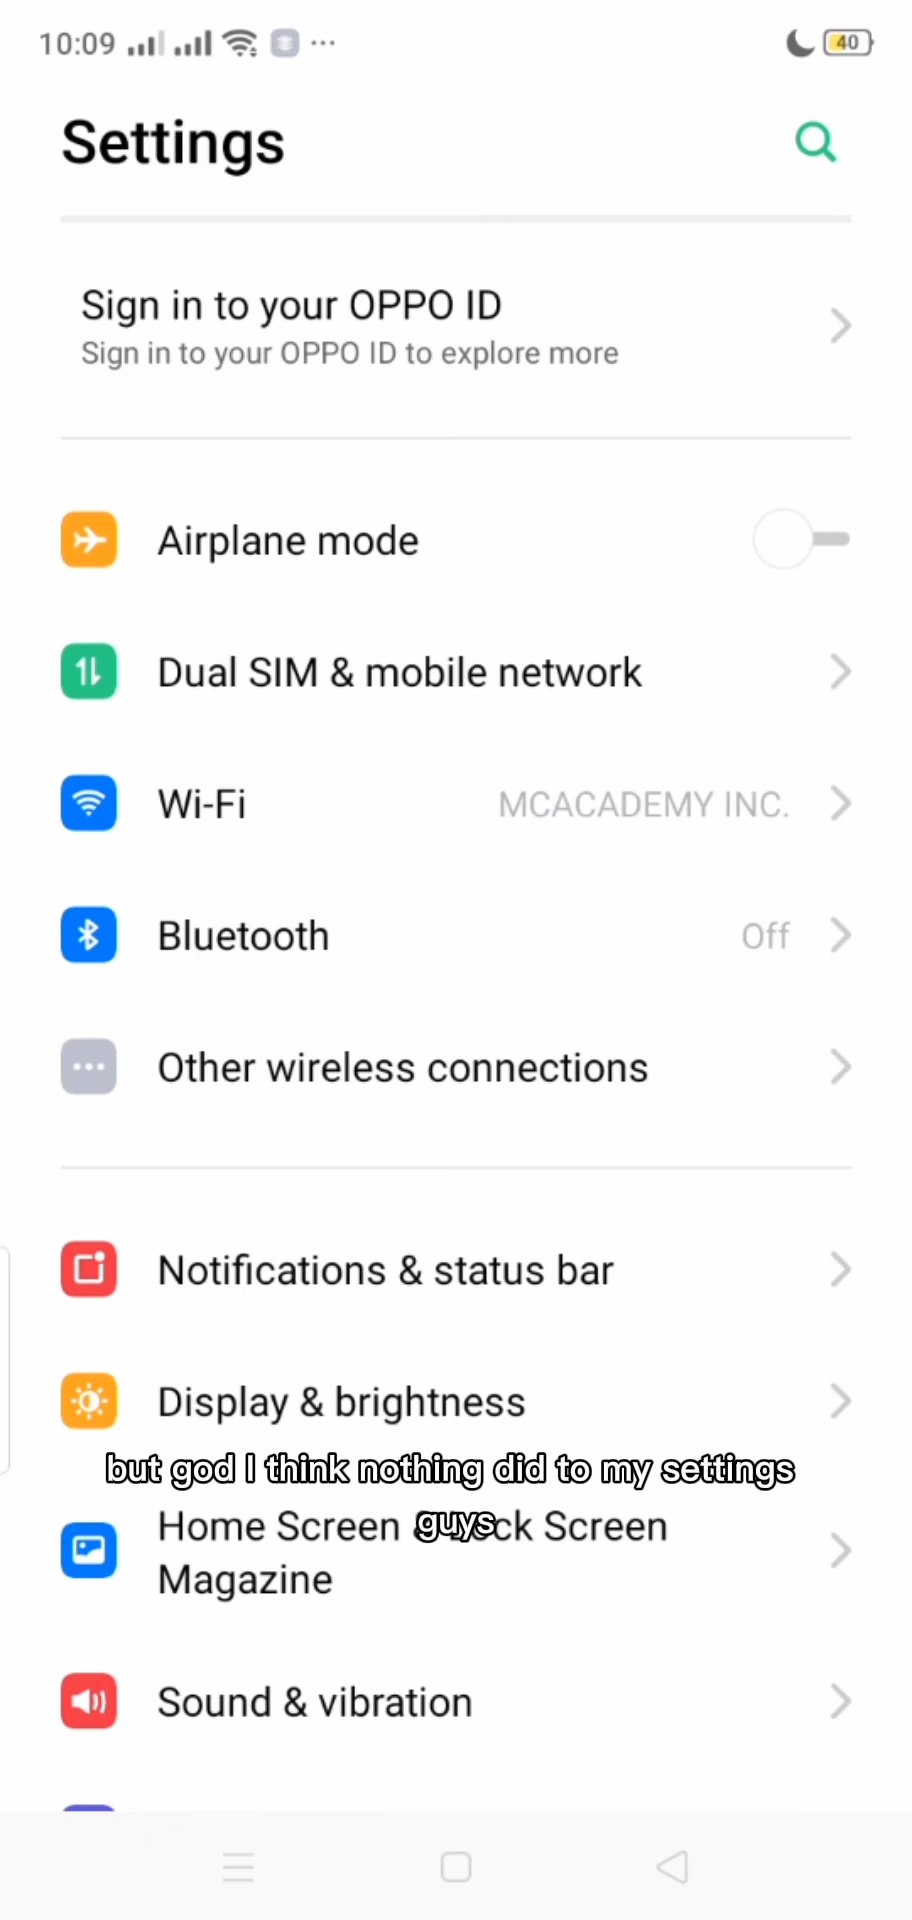 10:09
40
Settings
Sign in to your OPPO ID
Sign in to your OPPO ID to explore more
Airplane mode
Dual SIM & mobile network
Wi-Fi MCACADEMY INC.
Bluetooth Off
Other wireless connections
Notifications & status bar
Display & brightness
but god I think nothing did to my settings
guys
Home Screen ck Screen
Magazine
Sound & vibration